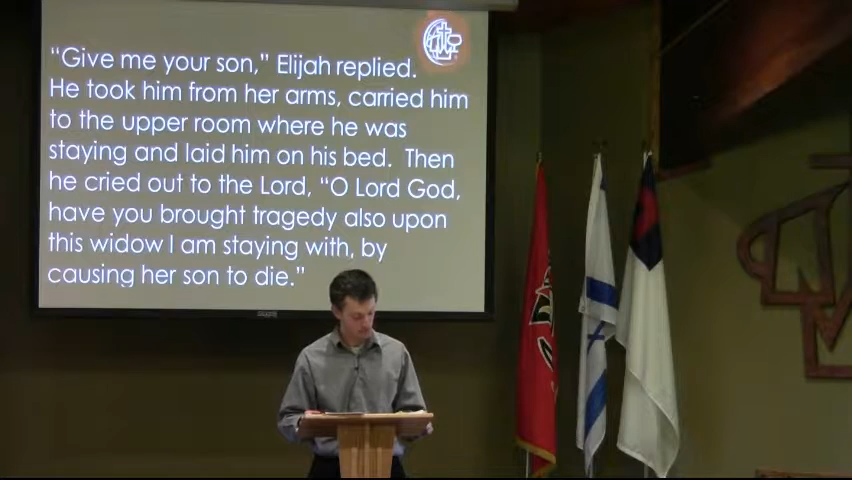 “Give me your son,” Elijah replied.
He took him from her arms, carried him
to the upper room where he was
staying and laid him on his bed.  Then
he cried out to the Lord, “O Lord God,
have you brought tragedy also upon
this widow I am staying with, by
causing her son to die.”